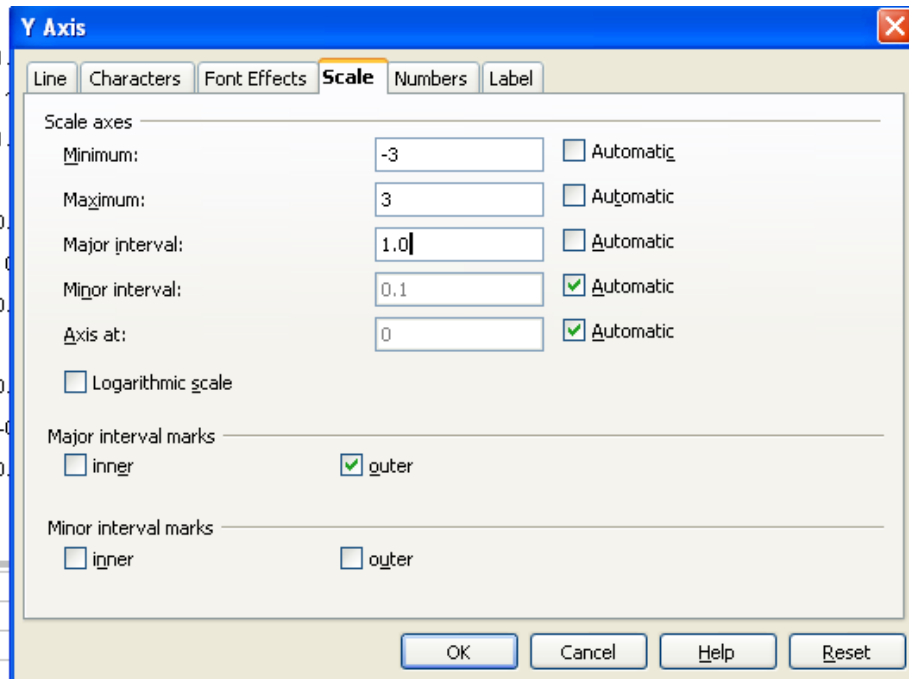 Y Axis
Line Characters Font Effects Scale Numbers Label
Scale axes
Minimum: -3 Automatic
Maximum: 3 Automatic
Major interval: 1.0 Automatic
Minor interval: 0.1 Automatic
Axis at: 0 Automatic
Logarithmic scale
Major interval marks
inner outer
Minor interval marks
inner outer
OK Cancel Help Reset